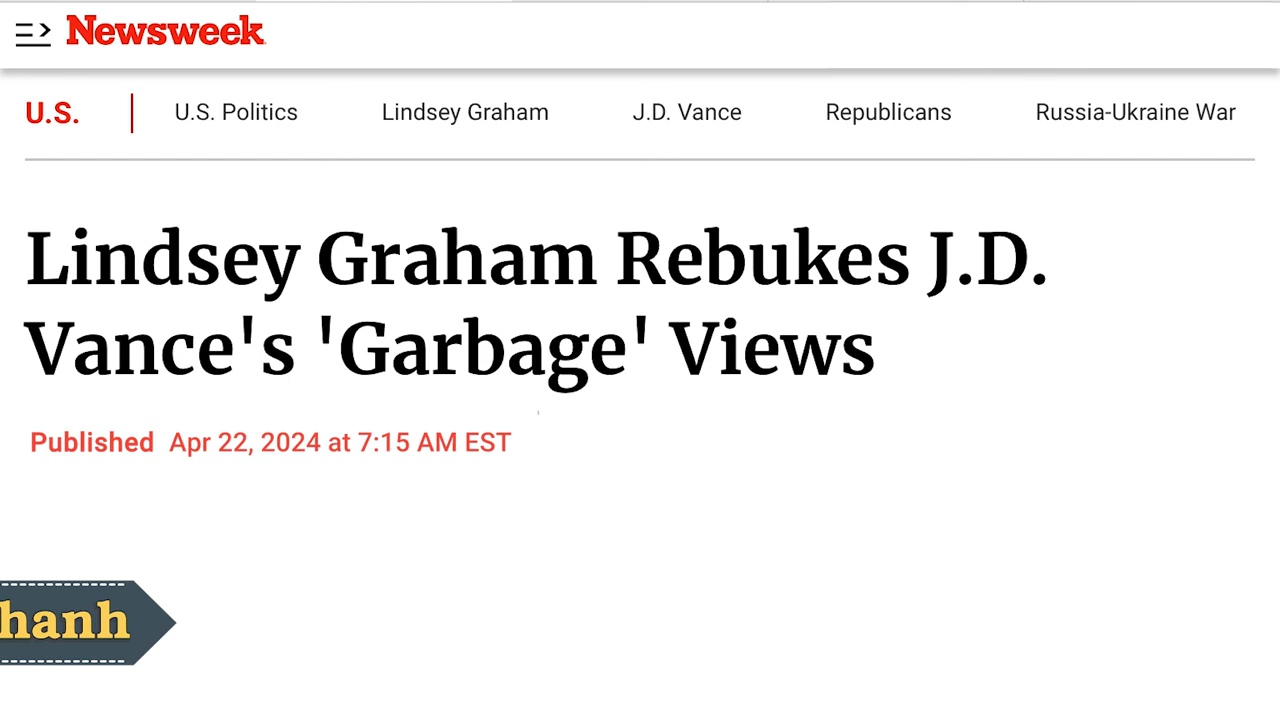 Newsweek
U.S.
U.S. Politics
Lindsey Graham
J.D. Vance
Republicans
Russia-Ukraine War
Lindsey Graham Rebukes J.D.
Vance's 'Garbage' Views
Published Apr 22, 2024 at 7:15 AM EST
hanh